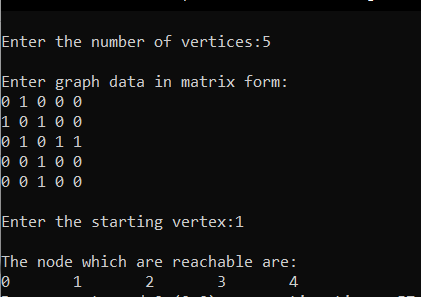 Enter the number of vertices:5
Enter graph data in matrix form:
0 1 0 0 0
1 0 1 0 0
0 1 0 1 1
0 0 1 0 0
0 0 1 0 0
Enter the starting vertex:1
The node which are reachable are:
0 1 2 3 4